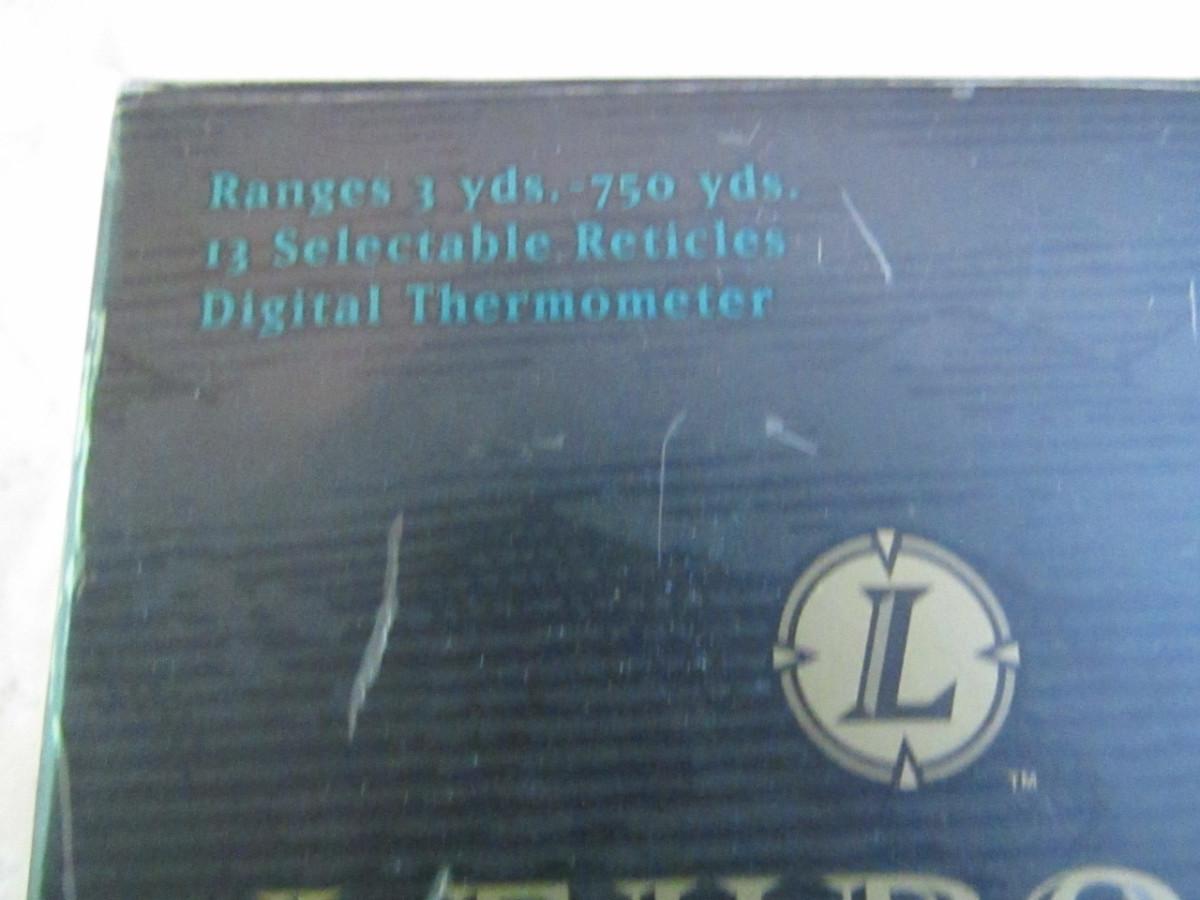 Ranges 3 yds.-750 yds.
13 Selectable Reticles
Digital Thermometer
L
TM